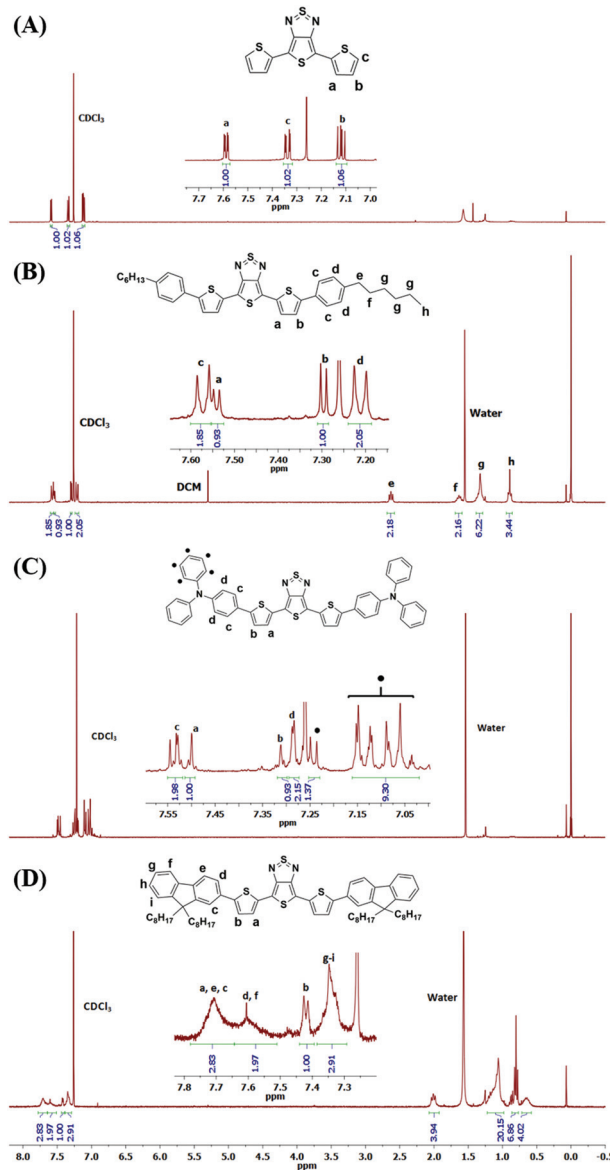 (A)
S
N N
S S
S
c
a b
CDCl₃
a
c
b
1.00
1.02
1.06
7.7 7.6 7.5 7.4 7.3 7.2 7.1 7.0
ppm
1.00
1.02
1.06
(B)
S
N N
C₆H₁₃
S S S
c d e g g
a b c d f g h
c
a
b
d
1.85
0.93
1.00
2.05
7.60 7.50 7.40 7.30 7.20
ppm
CDCl₃
DCM
Water
e
f
g
h
1.85
0.93
1.00
2.05
2.18
2.16
6.22
3.44
(C)
S
N N
N N
S S S
d c
d c b a
c
a
b
d
•
•
1.98
1.00
0.93
2.15
1.37
9.30
7.55 7.45 7.35 7.25 7.15 7.05
ppm
CDCl₃
Water
(D)
S
N N
g f e d
h i c b a
S S S
C₈H₁₇ C₈H₁₇
C₈H₁₇ C₈H₁₇
a, e, c
d, f
b
g-i
2.83
1.97
1.00
2.91
7.8 7.7 7.6 7.5 7.4 7.3
ppm
CDCl₃
Water
2.83
1.97
1.00
2.91
3.94
20.15
6.86
4.02
8.0 7.5 7.0 6.5 6.0 5.5 5.0 4.5 4.0 3.5 3.0 2.5 2.0 1.5 1.0 0.5 0.0 -0.5
ppm